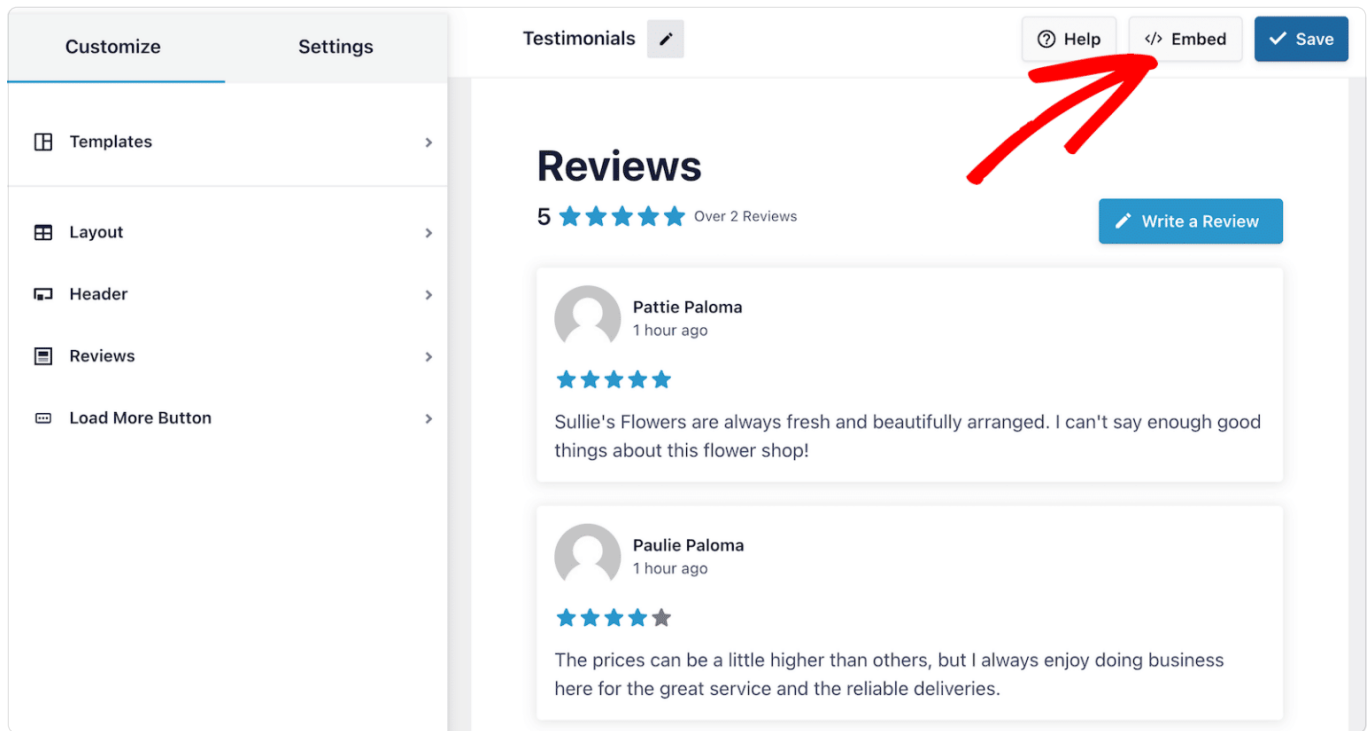 Customize
Settings
Testimonials
Help
</> Embed
Save
Templates
Layout
Header
Reviews
Load More Button
Reviews
5
Over 2 Reviews
Write a Review
Pattie Paloma
1 hour ago
Sullie's Flowers are always fresh and beautifully arranged. I can't say enough good
things about this flower shop!
Paulie Paloma
1 hour ago
The prices can be a little higher than others, but I always enjoy doing business
here for the great service and the reliable deliveries.